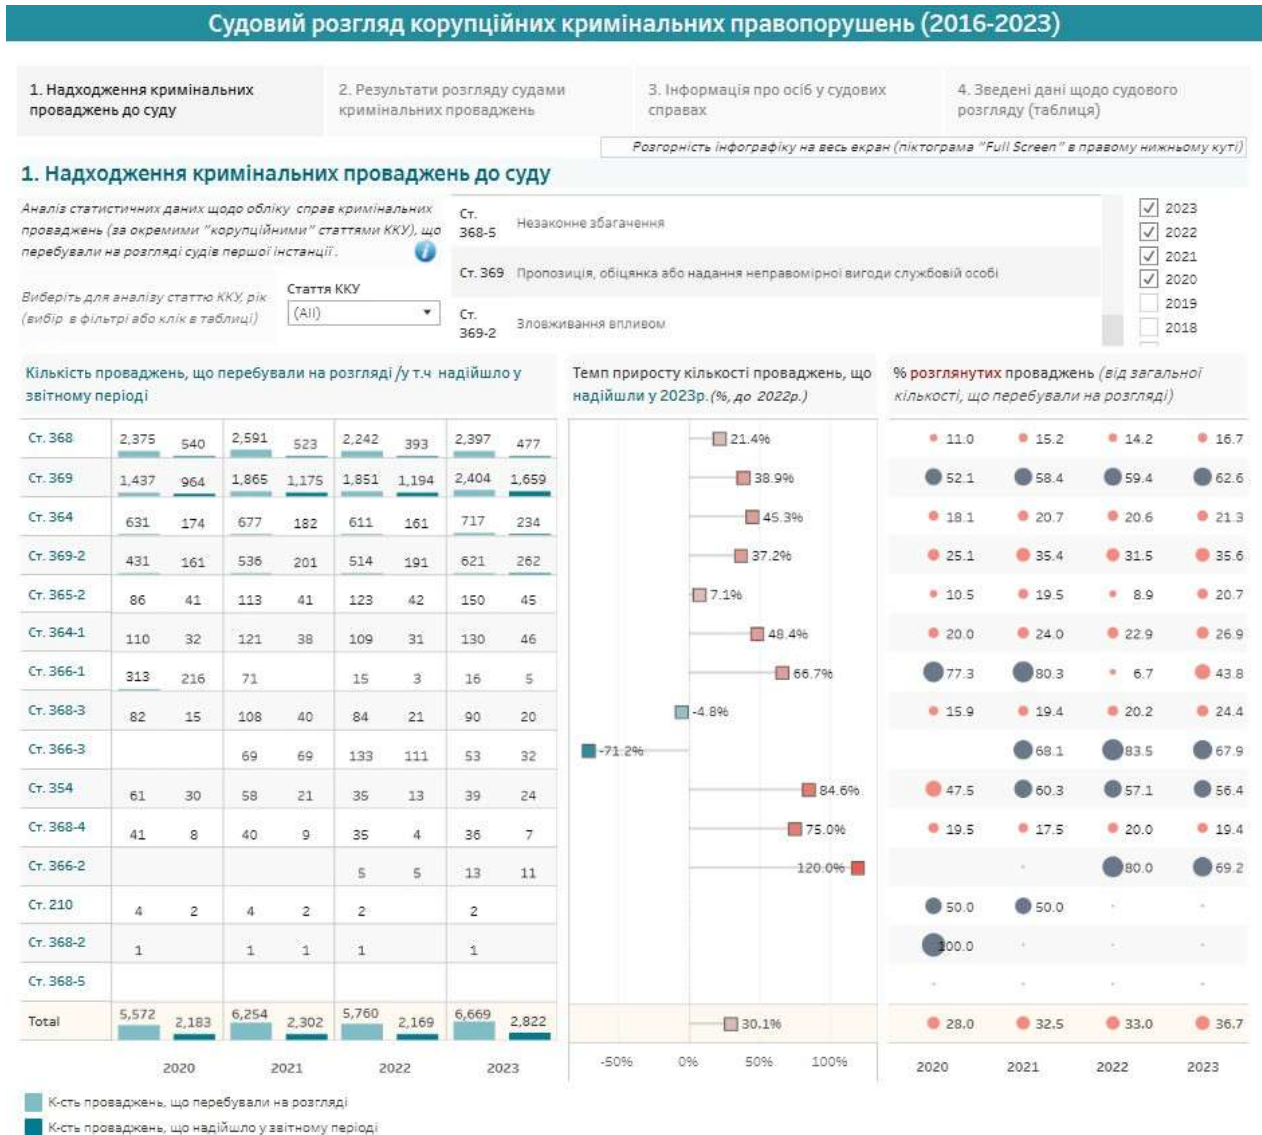 Судовий розгляд корупційних кримінальних правопорушень (2016-2023)
1. Надходження кримінальних
проваджень до суду
2. Результати розгляду судами
кримінальних проваджень
3. Інформація про осіб у судових
справах
4. Зведені дані щодо судового
розгляду (таблиця)
Розгорність інфографіку на весь екран (піктограма "Full Screen" в правому нижньому куті)
1. Надходження кримінальних проваджень до суду
Аналіз статистичних даних щодо обліку справ кримінальних
проваджень (за окремими "корупційними" статтями ККУ), що
перебували на розгляді судів першої інстанції.
Виберіть для аналізу статтю ККУ, рік
(вибір в фільтрі або клік в таблиці)
Стаття ККУ
(All)
Ст.
368-5 Незаконне збагачення
Ст. 369 Пропозиція, обіцянка або надання неправомірної вигоди службовій особі
Ст.
369-2 Зловживання впливом
2023
2022
2021
2020
2019
2018
Кількість проваджень, що перебували на розгляді /у т.ч надійшло у
звітному періоді
Темп приросту кількості проваджень, що
надійшли у 2023р. (%, до 2022р.)
% розглянутих проваджень (від загальної
кількості, що перебували на розгляді)
Ст. 368 2,375 540 2,591 523 2,242 393 2,397 477 21.4% 11.0 15.2 14.2 16.7
Ст. 369 1,437 964 1,865 1,175 1,851 1,194 2,404 1,659 38.9% 52.1 58.4 59.4 62.6
Ст. 364 631 174 677 182 611 161 717 234 45.3% 18.1 20.7 20.6 21.3
Ст. 369-2 431 161 536 201 514 191 621 262 37.2% 25.1 35.4 31.5 35.6
Ст. 365-2 86 41 113 41 123 42 150 45 7.1% 10.5 19.5 8.9 20.7
Ст. 364-1 110 32 121 38 109 31 130 46 48.4% 20.0 24.0 22.9 26.9
Ст. 366-1 313 216 71 15 3 16 5 66.7% 77.3 80.3 6.7 43.8
Ст. 368-3 82 15 108 40 84 21 90 20 -4.8% 15.9 19.4 20.2 24.4
Ст. 366-3 69 69 133 111 53 32 -71.2% 68.1 83.5 67.9
Ст. 354 61 30 58 21 35 13 39 24 84.6% 47.5 60.3 57.1 56.4
Ст. 368-4 41 8 40 9 35 4 36 7 75.0% 19.5 17.5 20.0 19.4
Ст. 366-2 5 5 13 11 120.0% 80.0 69.2
Ст. 210 4 2 4 2 2 2 50.0 50.0
Ст. 368-2 1 1 1 1 1 100.0
Ст. 368-5
Total 5,572 2,183 6,254 2,302 5,760 2,169 6,669 2,822 30.1% 28.0 32.5 33.0 36.7
2020 2021 2022 2023 -50% 0% 50% 100% 2020 2021 2022 2023
К-сть проваджень, що перебували на розгляді
К-сть проваджень, що надійшло у звітному періоді